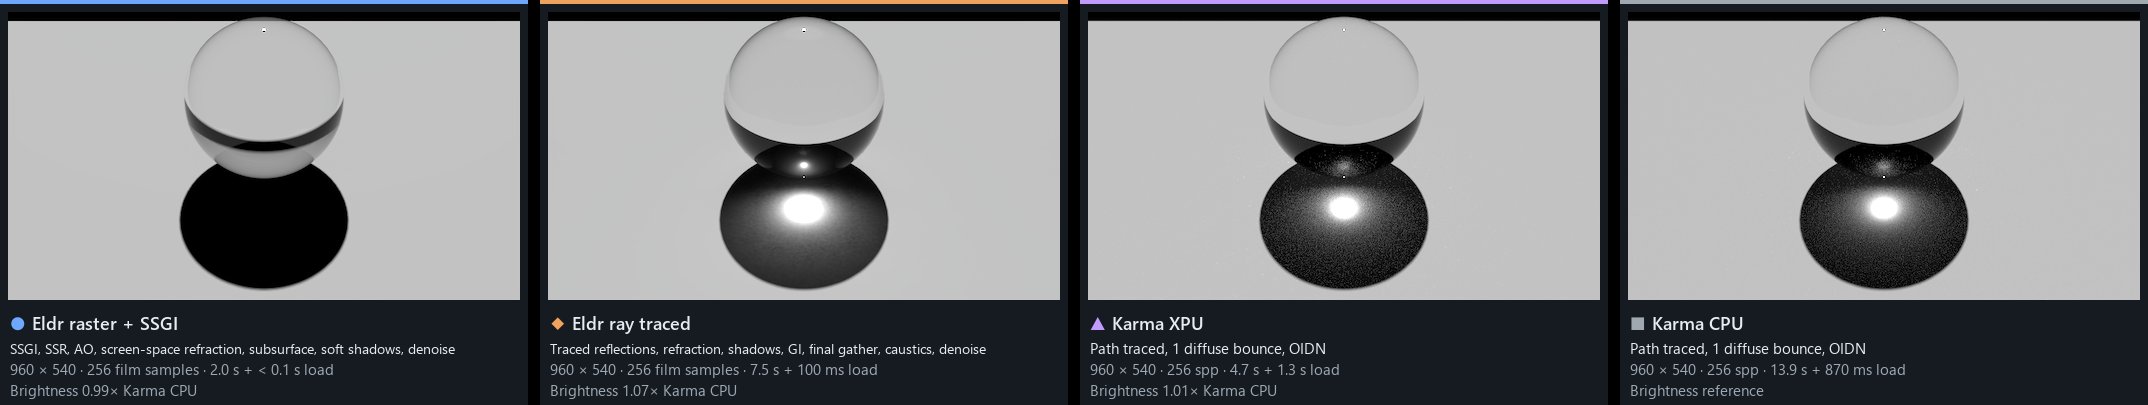 Eldr raster + SSGI
SSGI, SSR, AO, screen-space refraction, subsurface, soft shadows, denoise
960 × 540 · 256 film samples · 2.0 s + < 0.1 s load
Brightness 0.99× Karma CPU
Eldr ray traced
Traced reflections, refraction, shadows, GI, final gather, caustics, denoise
960 × 540 · 256 film samples · 7.5 s + 100 ms load
Brightness 1.07× Karma CPU
Karma XPU
Path traced, 1 diffuse bounce, OIDN
960 × 540 · 256 spp · 4.7 s + 1.3 s load
Brightness 1.01× Karma CPU
Karma CPU
Path traced, 1 diffuse bounce, OIDN
960 × 540 · 256 spp · 13.9 s + 870 ms load
Brightness reference